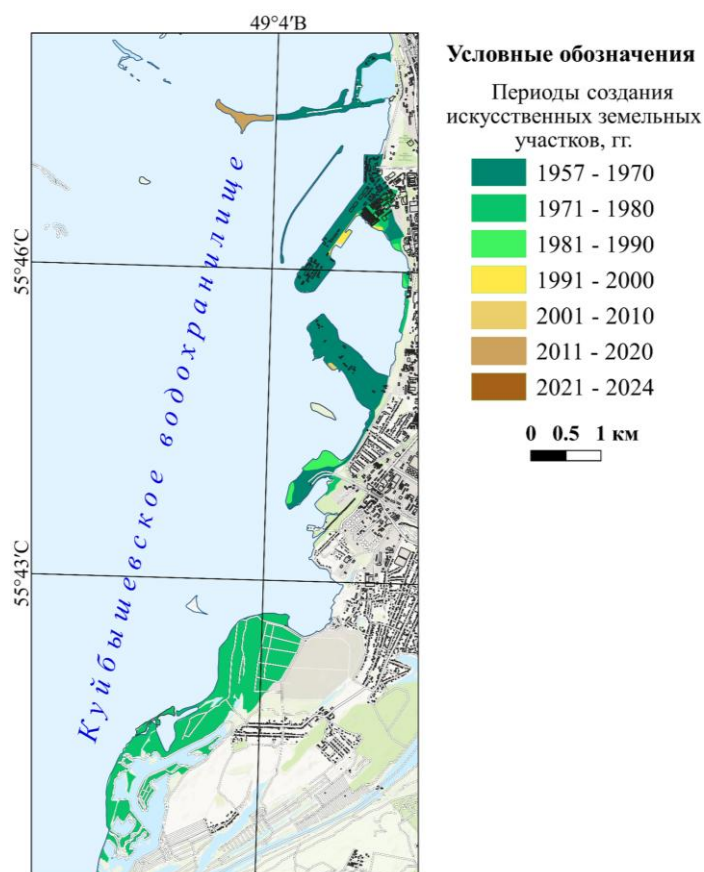 49°4′В
Условные обозначения
Периоды создания
искусственных земельных
участков, гг.
1957 - 1970
1971 - 1980
1981 - 1990
1991 - 2000
2001 - 2010
2011 - 2020
2021 - 2024
0 0.5 1 км
55°46′С
55°43′С
Куйбышевское водохранилище